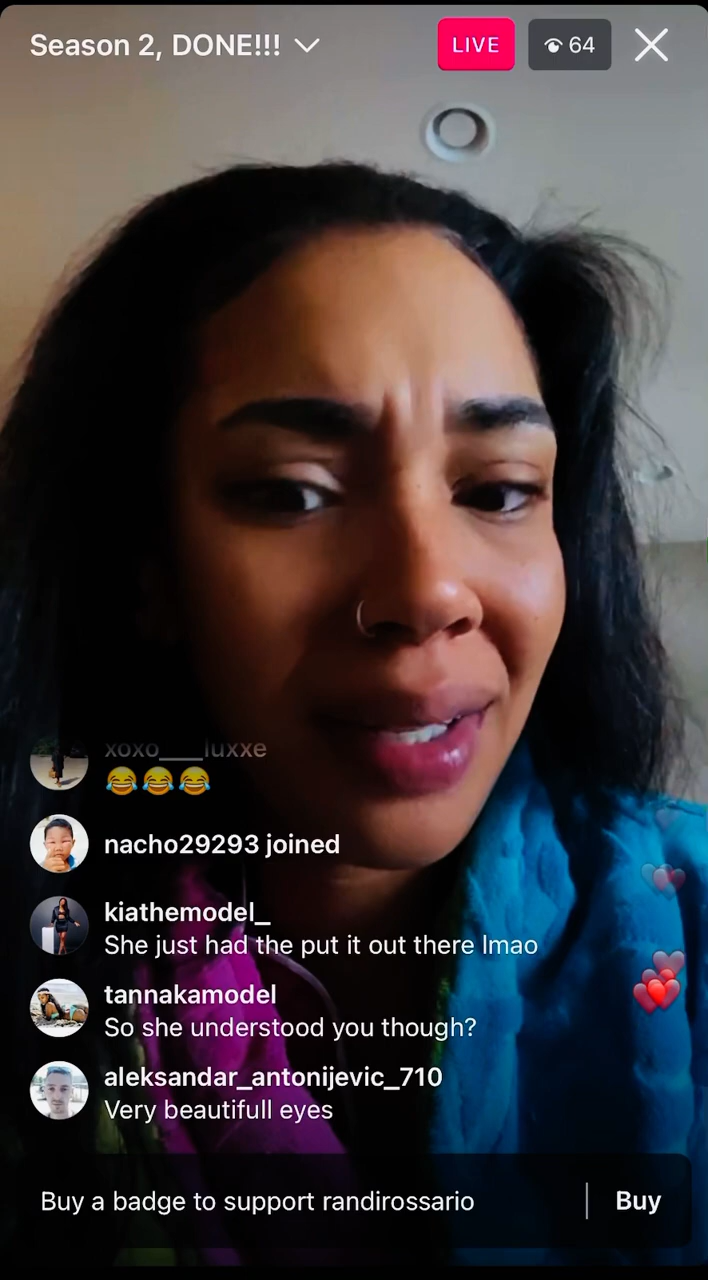 Season 2, DONE!!!
LIVE
64
xoxo___luxxe
😂😂😂
nacho29293 joined
kiathemodel_
She just had the put it out there lmao
tannakamodel
So she understood you though?
aleksandar_antonijevic_710
Very beautifull eyes
Buy a badge to support randirossario
Buy